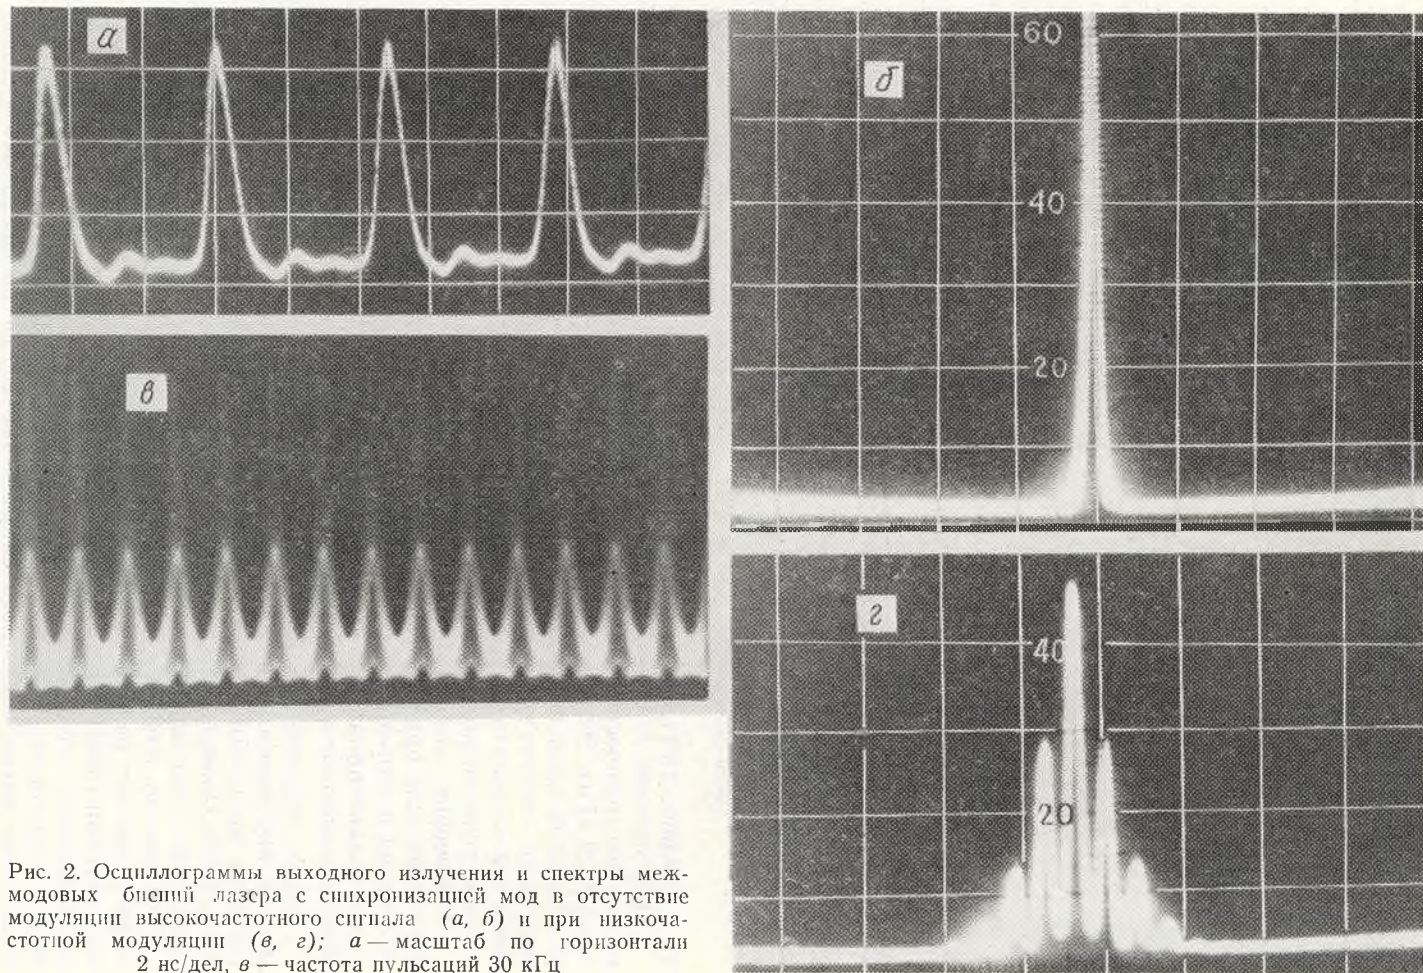 а
60
б
40
20
в
г
40
20
Рис. 2. Осциллограммы выходного излучения и спектры меж-
модовых биений лазера с синхронизацией мод в отсутствие
модуляции высокочастотного сигнала (а, б) и при низкоча-
стотной модуляции (в, г); а — масштаб по горизонтали
2 нс/дел, в — частота пульсаций 30 кГц